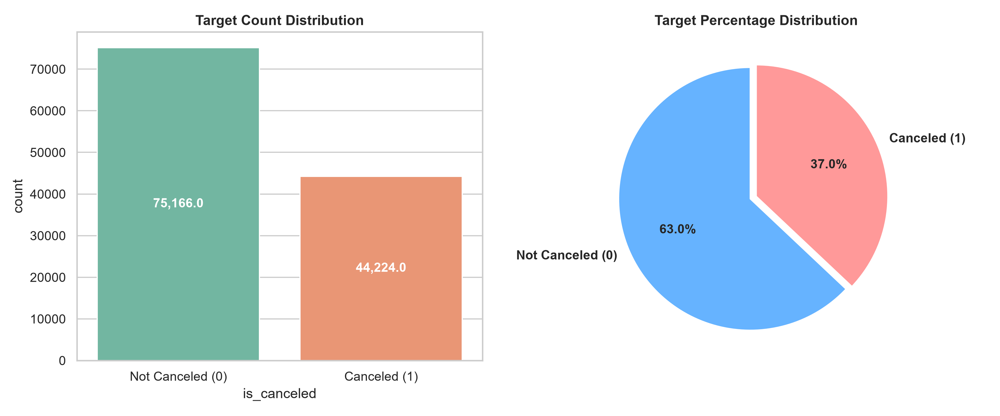 Target Count Distribution
count
70000
60000
50000
40000
30000
20000
10000
0
75,166.0
44,224.0
Not Canceled (0)
Canceled (1)
is_canceled
Target Percentage Distribution
Canceled (1)
37.0%
63.0%
Not Canceled (0)